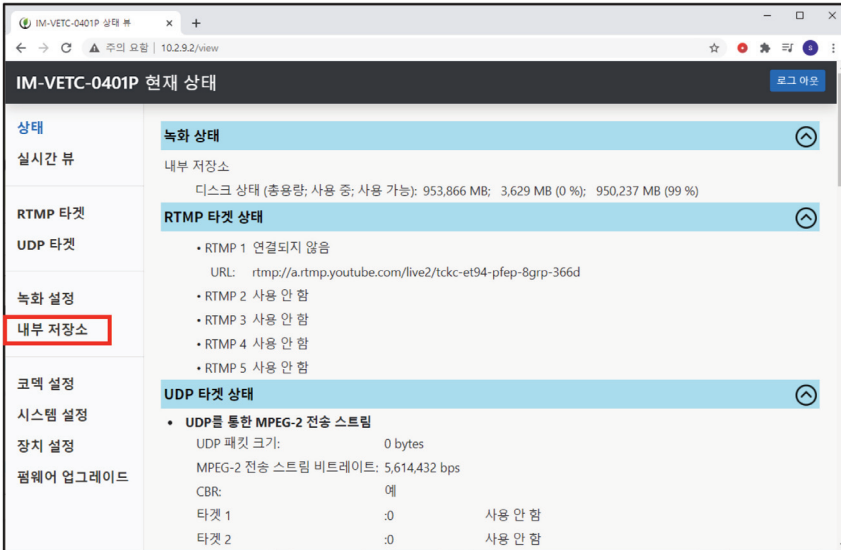 IM-VETC-0401P 상태 뷰
주의 요함 | 10.2.9.2/view
IM-VETC-0401P 현재 상태
로그 아웃
상태
실시간 뷰
RTMP 타겟
UDP 타겟
녹화 설정
내부 저장소
코덱 설정
시스템 설정
장치 설정
펌웨어 업그레이드
녹화 상태
내부 저장소
디스크 상태 (총용량; 사용 중; 사용 가능): 953,866 MB; 3,629 MB (0 %); 950,237 MB (99 %)
RTMP 타겟 상태
• RTMP 1 연결되지 않음
URL: rtmp://a.rtmp.youtube.com/live2/tckc-et94-pfep-8grp-366d
• RTMP 2 사용 안 함
• RTMP 3 사용 안 함
• RTMP 4 사용 안 함
• RTMP 5 사용 안 함
UDP 타겟 상태
• UDP를 통한 MPEG-2 전송 스트림
UDP 패킷 크기: 0 bytes
MPEG-2 전송 스트림 비트레이트: 5,614,432 bps
CBR: 예
타겟 1 :0 사용 안 함
타겟 2 :0 사용 안 함